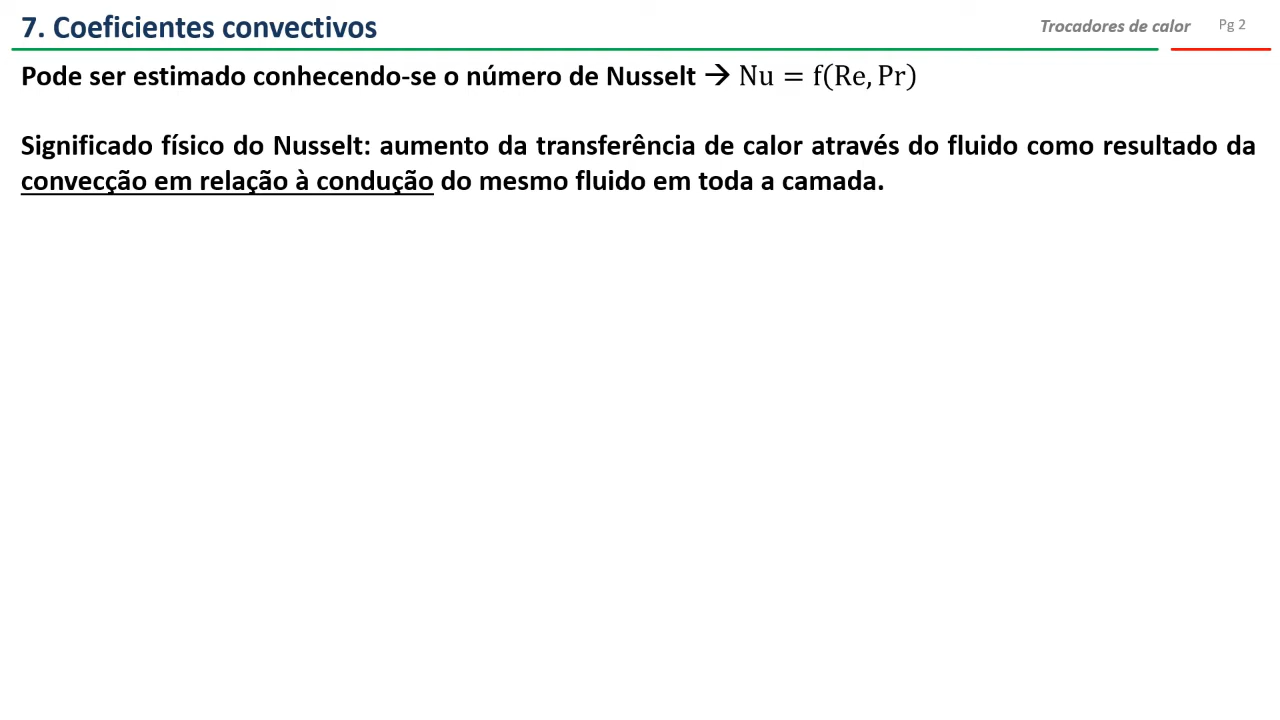 7. Coeficientes convectivos
Trocadores de calor
Pg 2
Pode ser estimado conhecendo-se o número de Nusselt → Nu = f(Re, Pr)
Significado físico do Nusselt: aumento da transferência de calor através do fluido como resultado da
convecção em relação à condução do mesmo fluido em toda a camada.